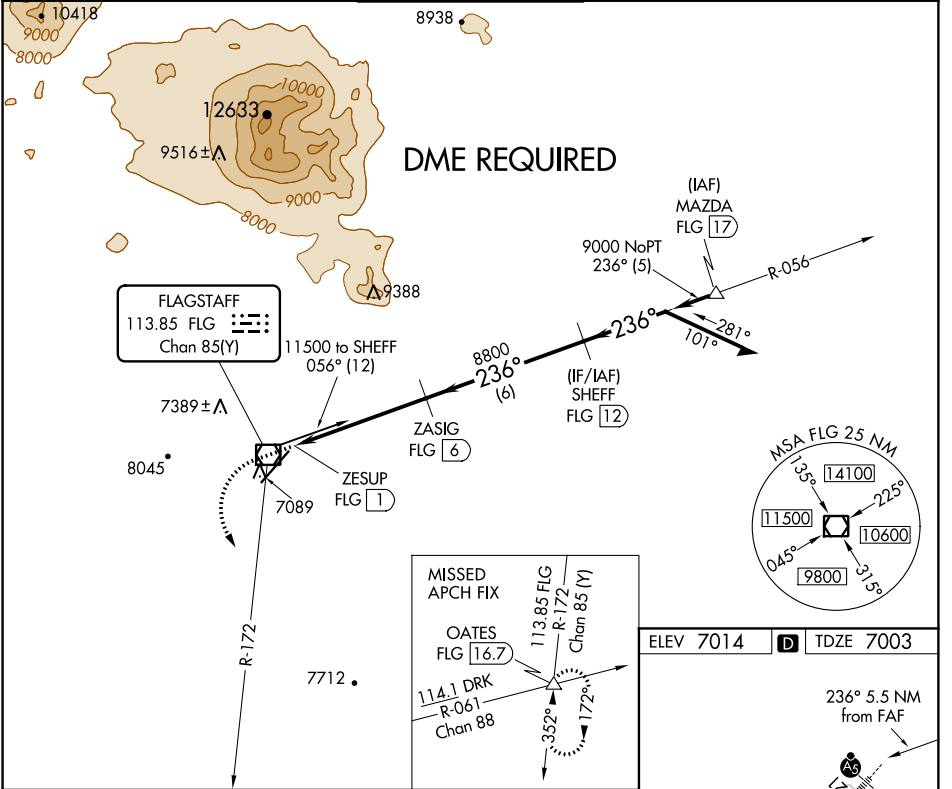 10418
9000
8000
8938
10000
12633
9516±
9000
8000
9388
DME REQUIRED
(IAF)
MAZDA
FLG 17
9000 NoPT
236° (5)
R-056
236°
281°
101°
FLAGSTAFF
113.85 FLG
Chan 85(Y)
11500 to SHEFF
056° (12)
8800
236°
(6)
(IF/IAF)
SHEFF
FLG 12
7389±
ZASIG
FLG 6
8045
ZESUP
FLG 1
7089
MSA FLG 25 NM
135°
14100
225°
11500
10600
045°
315°
9800
R-172
7712
MISSED
APCH FIX
113.85 FLG
R-172
Chan 85 (Y)
OATES
FLG 16.7
114.1 DRK
R-061
Chan 88
352°
172°
ELEV 7014 D TDZE 7003
236° 5.5 NM
from FAF
A5